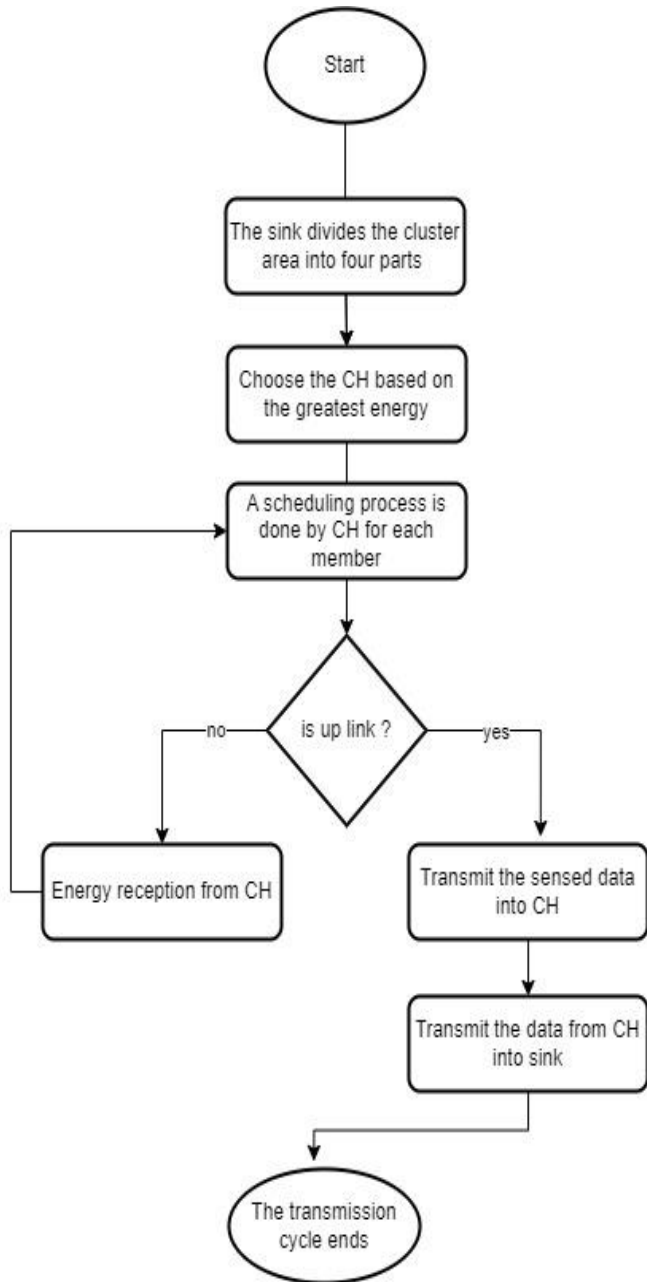 Start
The sink divides the cluster
area into four parts
Choose the CH based on
the greatest energy
A scheduling process is
done by CH for each
member
is up link ?
no
yes
Energy reception from CH
Transmit the sensed data
into CH
Transmit the data from CH
into sink
The transmission
cycle ends